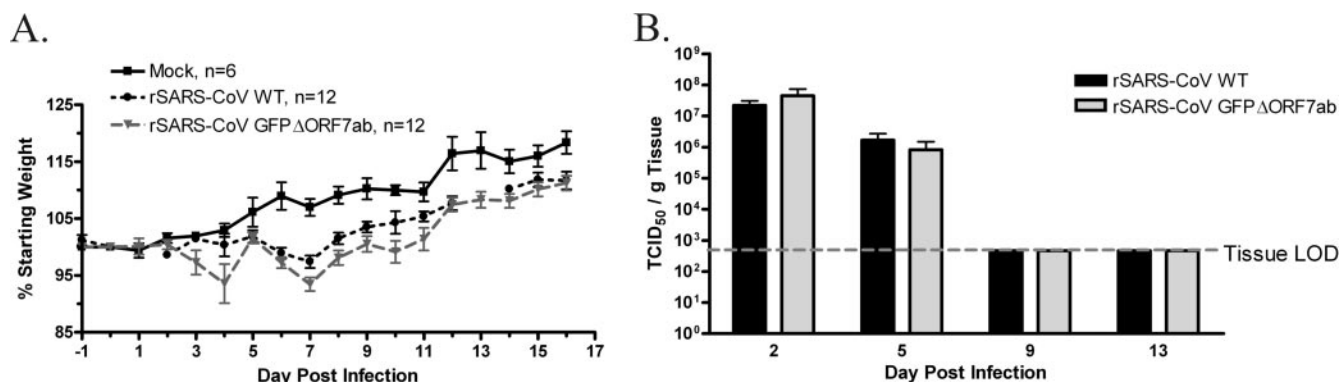 A.
Mock, n=6
rSARS-CoV WT, n=12
rSARS-CoV GFPΔORF7ab, n=12
% Starting Weight
125
115
105
95
85
-1 1 3 5 7 9 11 13 15 17
Day Post Infection
B.
rSARS-CoV WT
rSARS-CoV GFPΔORF7ab
TCID₅₀ / g Tissue
10⁹
10⁸
10⁷
10⁶
10⁵
10⁴
10³
10²
10¹
10⁰
Tissue LOD
2 5 9 13
Day Post Infection